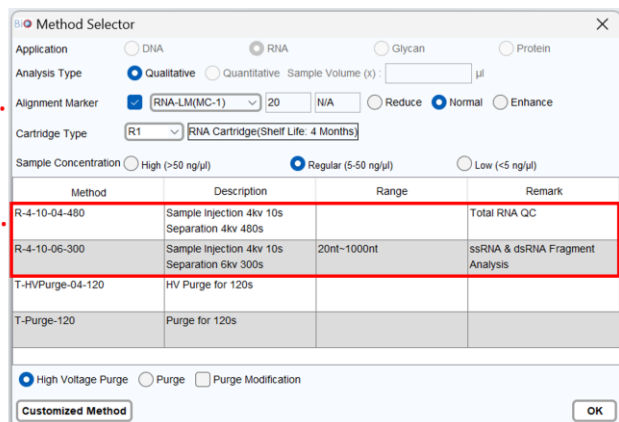 BiQ Method Selector
Application DNA RNA Glycan Protein
Analysis Type Qualitative Quantitative Sample Volume (x) : µl
Alignment Marker RNA-LM(MC-1) 20 N/A Reduce Normal Enhance
Cartridge Type R1 RNA Cartridge(Shelf Life: 4 Months)
Sample Concentration High (>50 ng/µl) Regular (5-50 ng/µl) Low (<5 ng/µl)
Method Description Range Remark
R-4-10-04-480 Sample Injection 4kv 10s Total RNA QC
Separation 4kv 480s
R-4-10-06-300 Sample Injection 4kv 10s 20nt~1000nt ssRNA & dsRNA Fragment
Separation 6kv 300s Analysis
T-HVPurge-04-120 HV Purge for 120s
T-Purge-120 Purge for 120s
High Voltage Purge Purge Purge Modification
Customized Method OK